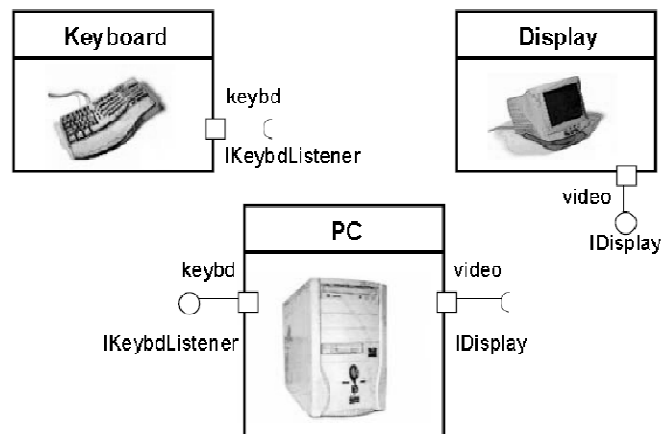 Keyboard
Display
keybd
IKeybdListener
video
IDisplay
PC
keybd
video
IKeybdListener
IDisplay